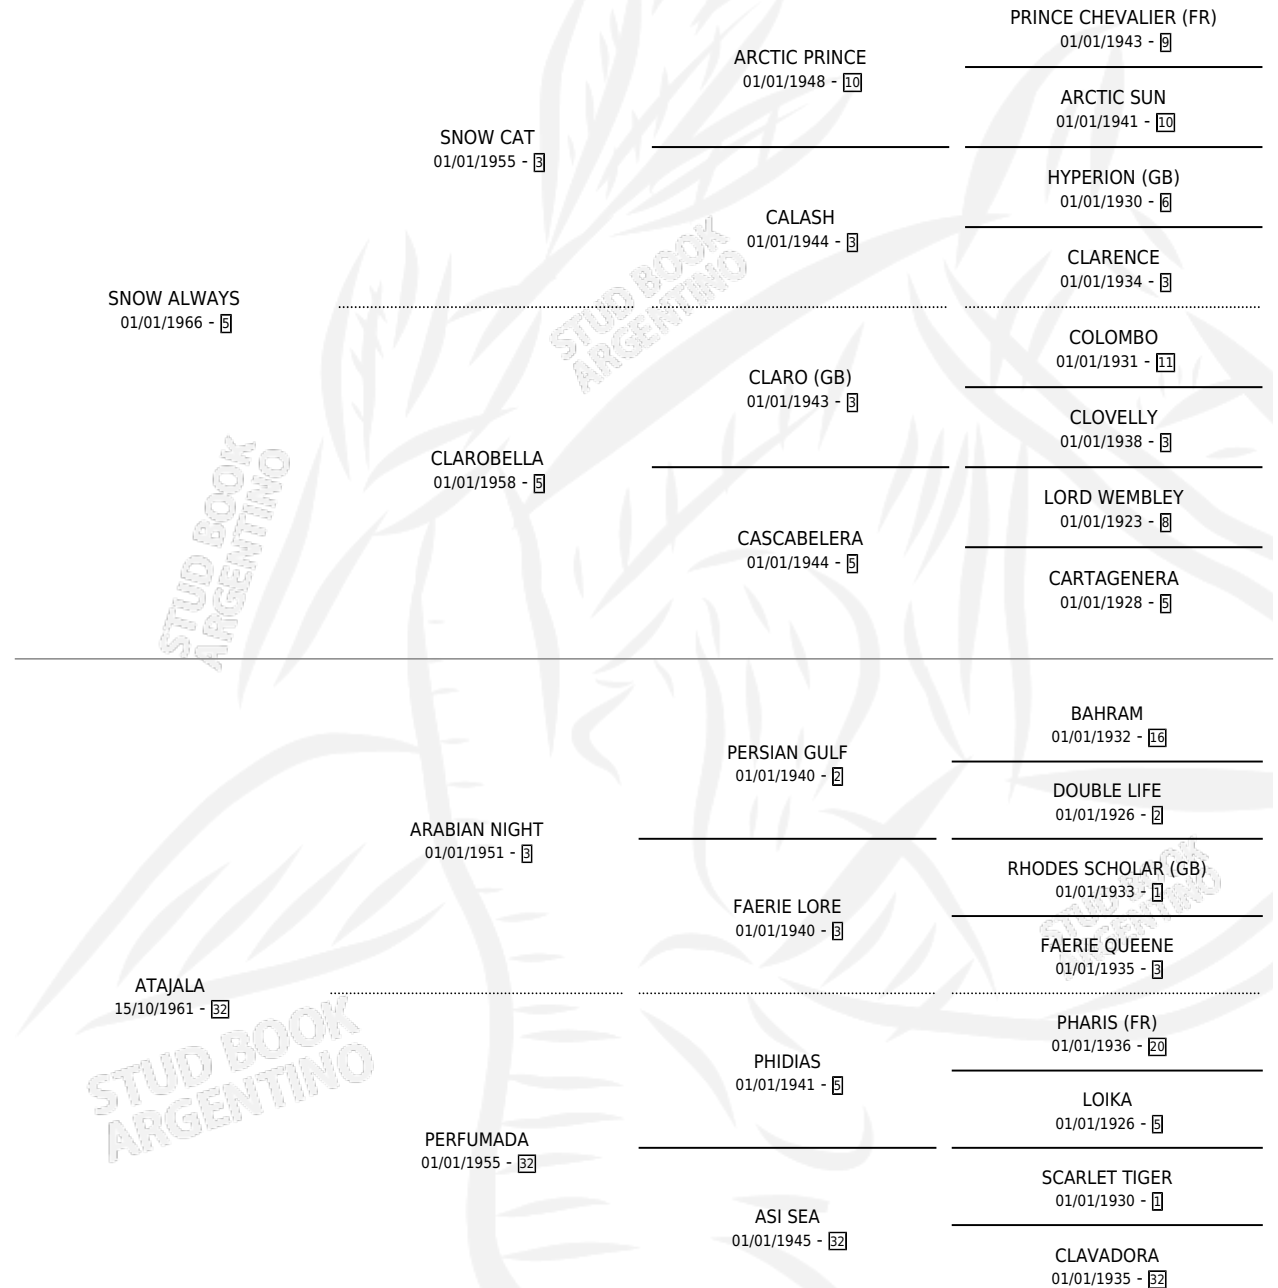 PRINCE CHEVALIER (FR)
01/01/1943 - 9
ARCTIC PRINCE
01/01/1948 - 10
ARCTIC SUN
01/01/1941 - 10
SNOW CAT
01/01/1955 - 3
HYPERION (GB)
01/01/1930 - 6
CALASH
01/01/1944 - 3
CLARENCE
01/01/1934 - 3
SNOW ALWAYS
01/01/1966 - 5
COLOMBO
01/01/1931 - 11
CLARO (GB)
01/01/1943 - 3
CLOVELLY
01/01/1938 - 3
CLAROBELLA
01/01/1958 - 5
LORD WEMBLEY
01/01/1923 - 8
CASCABELERA
01/01/1944 - 5
CARTAGENERA
01/01/1928 - 5
BAHRAM
01/01/1932 - 16
PERSIAN GULF
01/01/1940 - 2
DOUBLE LIFE
01/01/1926 - 2
ARABIAN NIGHT
01/01/1951 - 3
RHODES SCHOLAR (GB)
01/01/1933 - 1
FAERIE LORE
01/01/1940 - 3
FAERIE QUEENE
01/01/1935 - 3
ATAJALA
15/10/1961 - 32
PHARIS (FR)
01/01/1936 - 20
PHIDIAS
01/01/1941 - 5
LOIKA
01/01/1926 - 5
PERFUMADA
01/01/1955 - 32
SCARLET TIGER
01/01/1930 - 1
ASI SEA
01/01/1945 - 32
CLAVADORA
01/01/1935 - 32
STUD BOOK
ARGENTINO
STUD BOOK
ARGENTINO
STUD BOOK
ARGENTINO
STUD BOOK
ARGENTINO